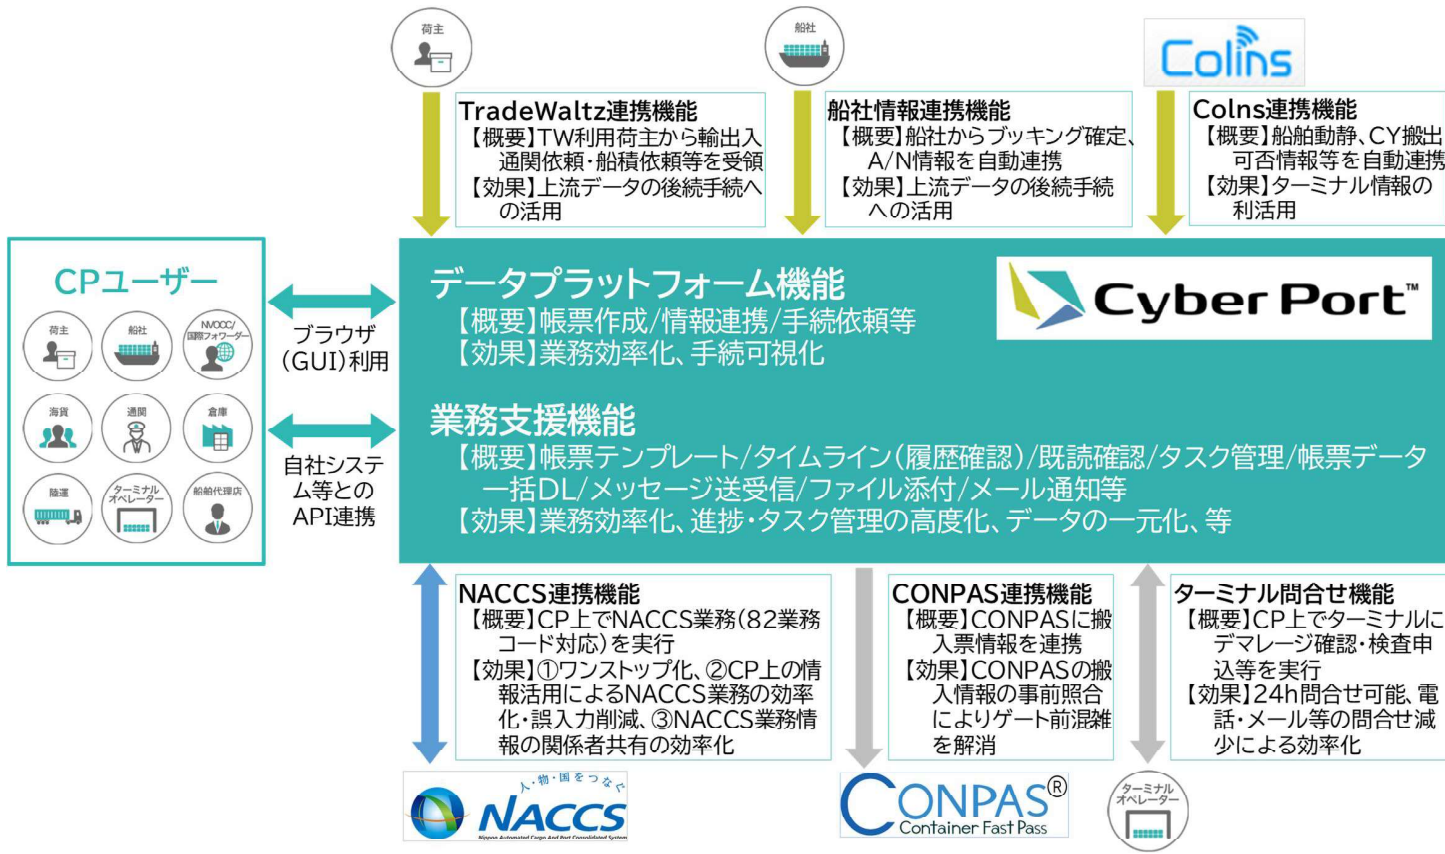 荷主
船社
Colins
TradeWaltz連携機能
【概要】TW利用荷主から輸出入
通関依頼・船積依頼等を受領
【効果】上流データの後続手続へ
の活用
船社情報連携機能
【概要】船社からブッキング確定、
A/N情報を自動連携
【効果】上流データの後続手続
への活用
Colns連携機能
【概要】船舶動静、CY搬出
可否情報等を自動連携
【効果】ターミナル情報の
利活用
CPユーザー
荷主
船社
NVOCC/
国際フォワーダー
海貨
通関
倉庫
陸運
ターミナル
オペレーター
船舶代理店
ブラウザ
(GUI)利用
自社システ
ム等との
API連携
データプラットフォーム機能
【概要】帳票作成/情報連携/手続依頼等
【効果】業務効率化、手続可視化
Cyber Port™
業務支援機能
【概要】帳票テンプレート/タイムライン(履歴確認)/既読確認/タスク管理/帳票データ
一括DL/メッセージ送受信/ファイル添付/メール通知等
【効果】業務効率化、進捗・タスク管理の高度化、データの一元化、等
NACCS連携機能
【概要】CP上でNACCS業務(82業務
コード対応)を実行
【効果】①ワンストップ化、②CP上の情
報活用によるNACCS業務の効率
化・誤入力削減、③NACCS業務情
報の関係者共有の効率化
CONPAS連携機能
【概要】CONPASに搬
入票情報を連携
【効果】CONPASの搬
入情報の事前照合
によりゲート前混雑
を解消
ターミナル問合せ機能
【概要】CP上でターミナルに
デマレージ確認・検査申
込等を実行
【効果】24h問合せ可能、電
話・メール等の問合せ減
少による効率化
人・物・国をつなぐ
NACCS
Nippon Automated Cargo And Port Consolidated System
CONPAS®
Container Fast Pass
ターミナル
オペレーター